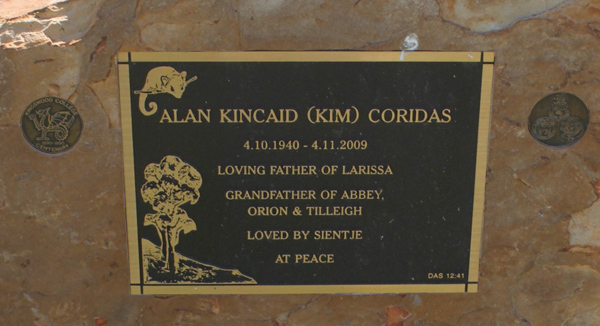 ALAN KINCAID (KIM) CORIDAS
4.10.1940 - 4.11.2009
LOVING FATHER OF LARISSA
GRANDFATHER OF ABBEY,
ORION & TILLEIGH
LOVED BY SIENTJE
AT PEACE
DAS 12:41
CENTENARY